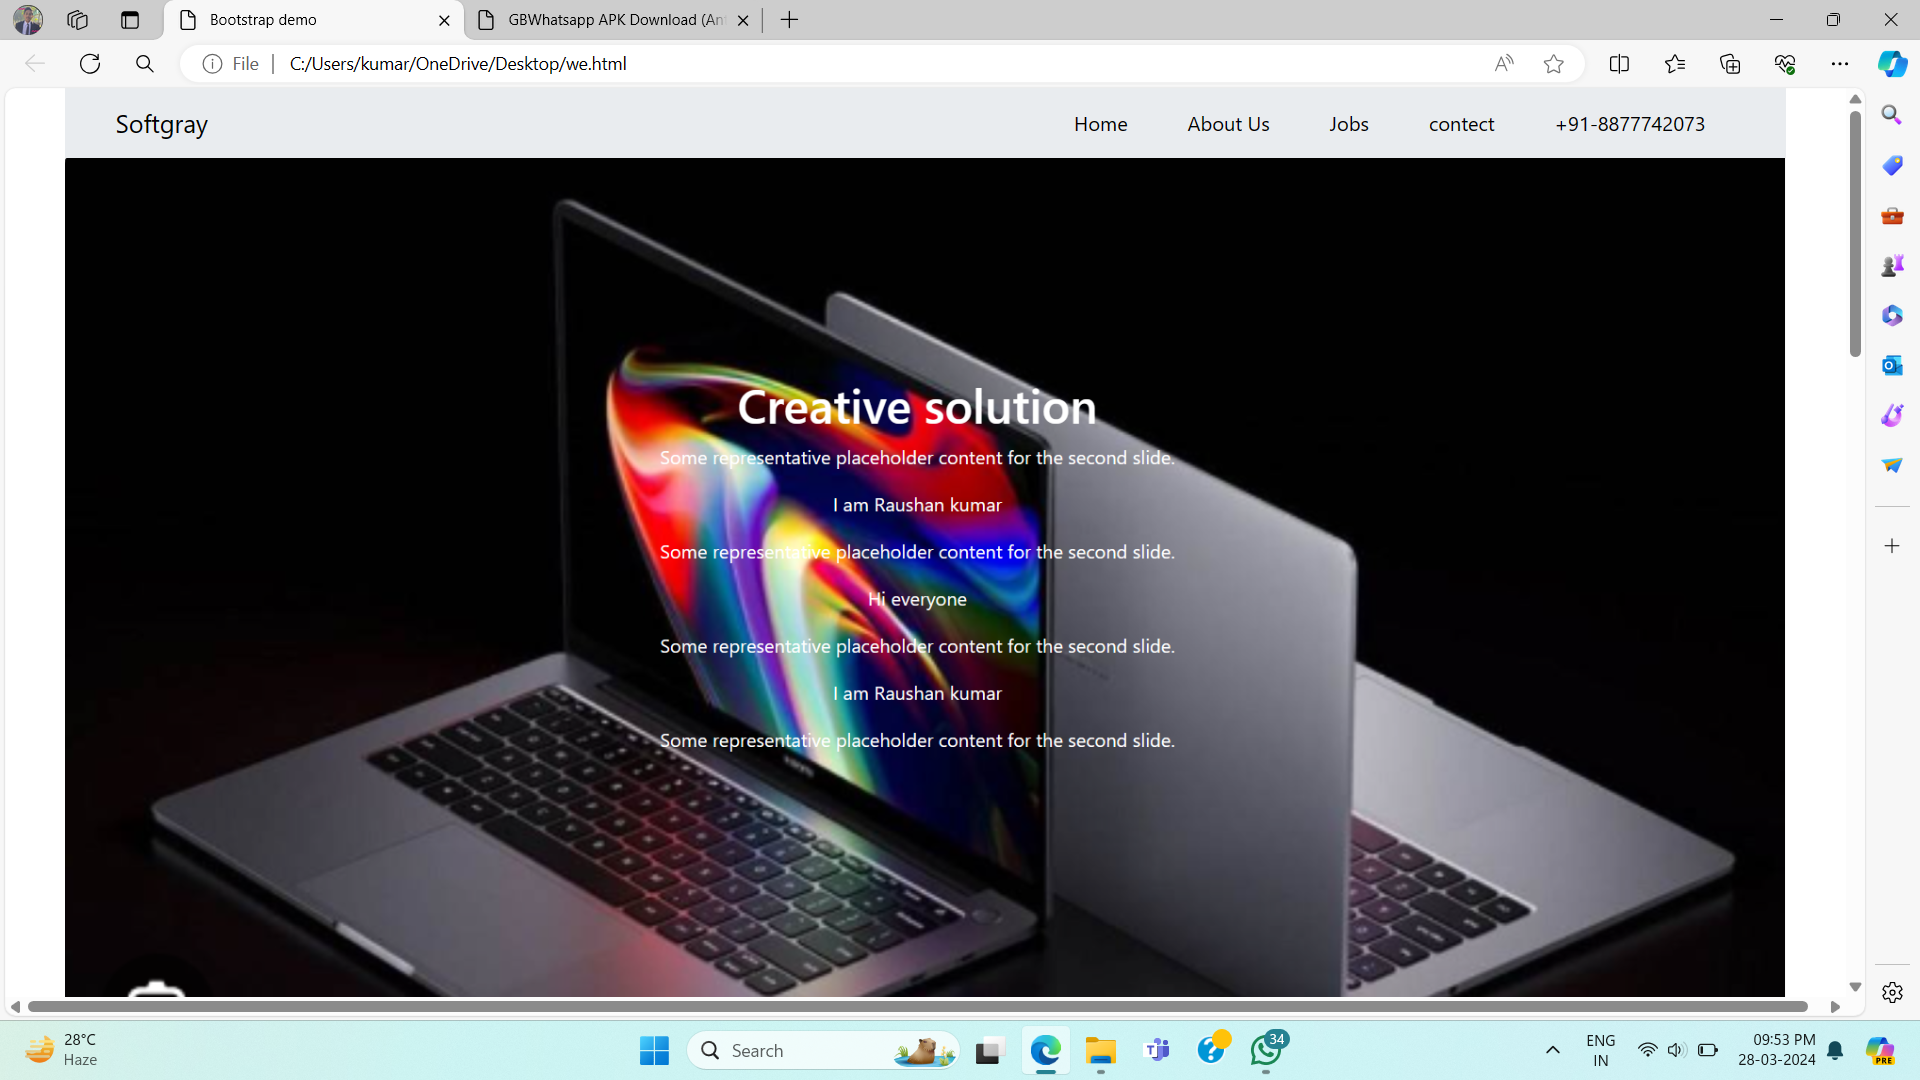 Bootstrap demo
GBWhatsapp APK Download (An
File
C:/Users/kumar/OneDrive/Desktop/we.html
Softgray
Home
About Us
Jobs
contect
+91-8877742073
Creative solution
Some representative placeholder content for the second slide.
I am Raushan kumar
Some representative placeholder content for the second slide.
Hi everyone
Some representative placeholder content for the second slide.
I am Raushan kumar
Some representative placeholder content for the second slide.
28°C
Haze
Search
34
ENG
IN
09:53 PM
28-03-2024
PRE